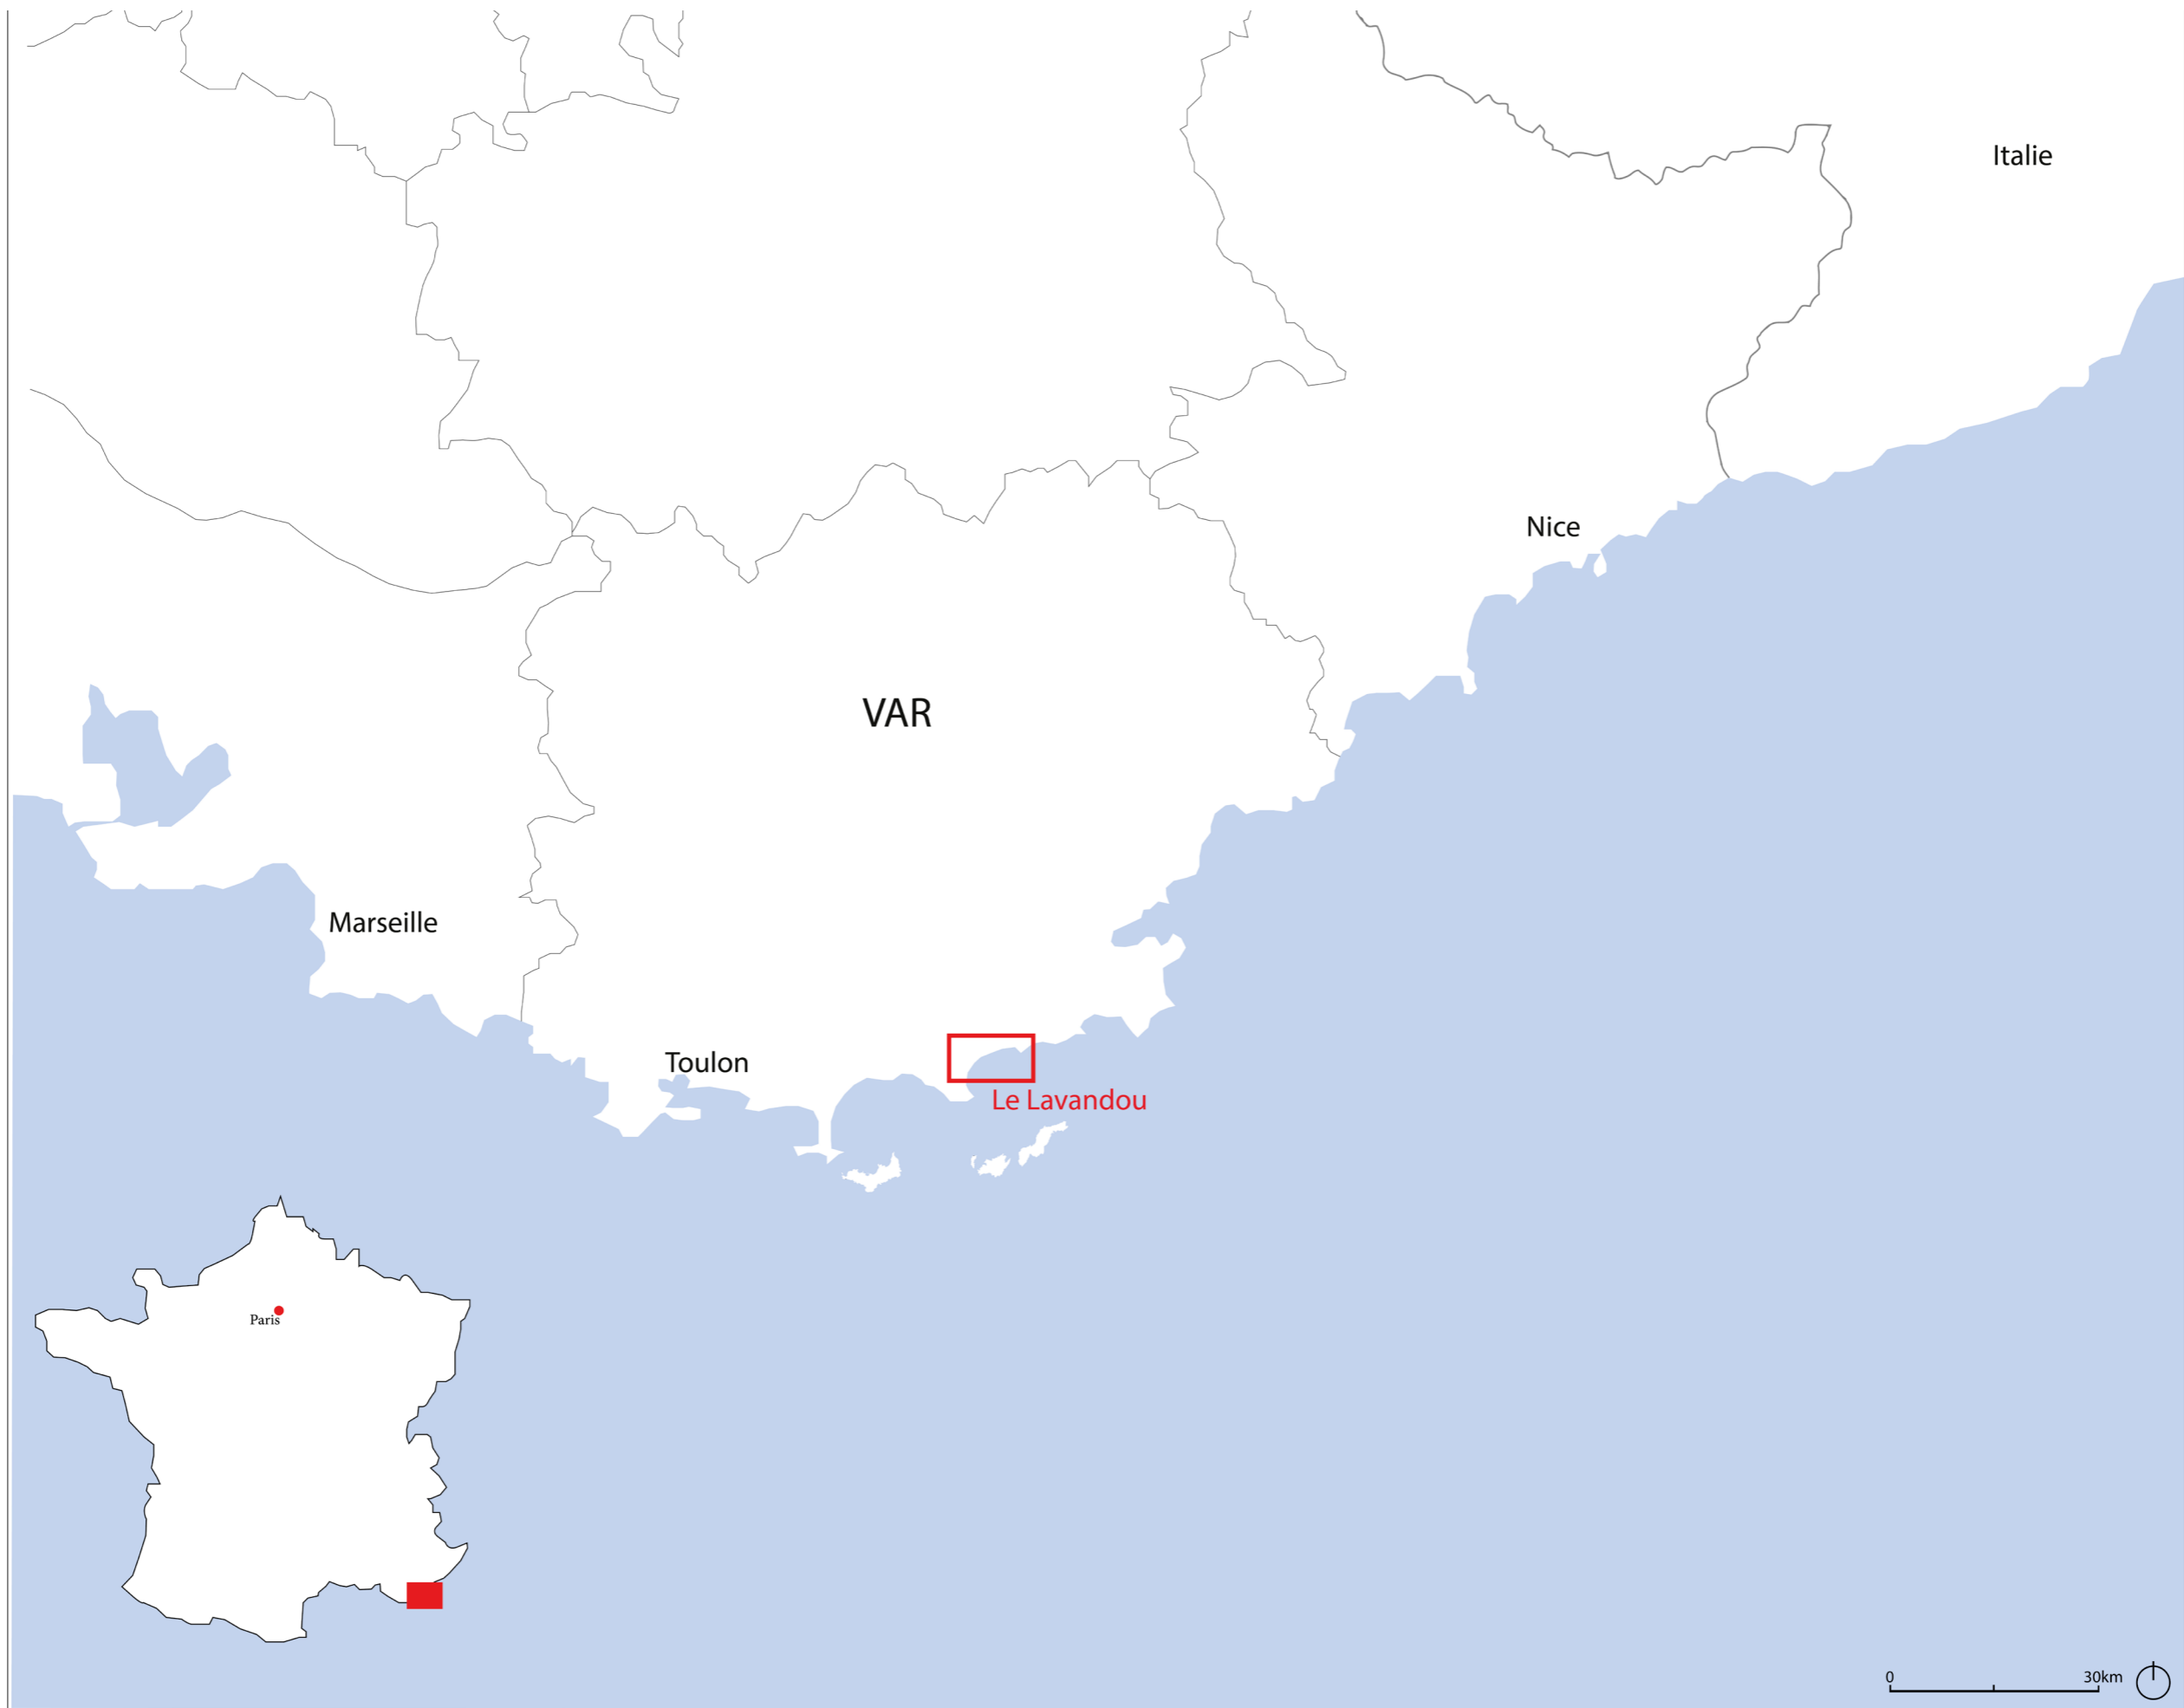 Italie
Nice
VAR
Marseille
Toulon
Le Lavandou
Paris
0 30km